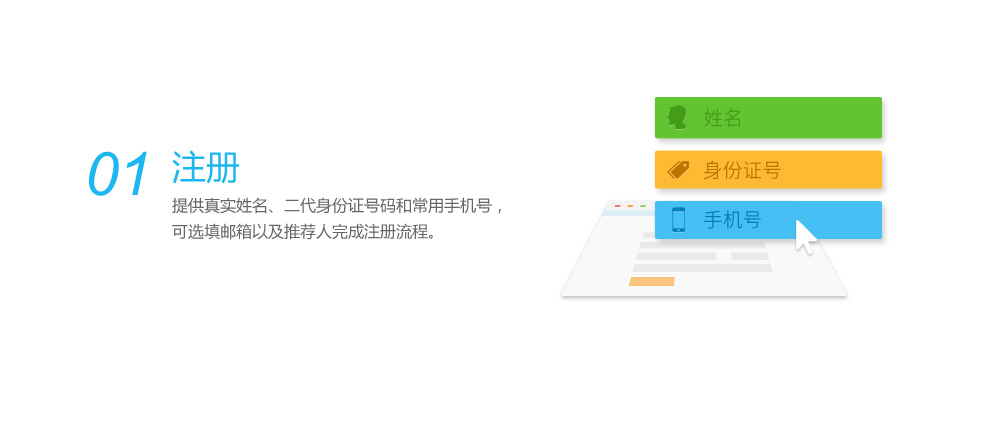 01 注册
提供真实姓名、二代身份证号码和常用手机号，
可选填邮箱以及推荐人完成注册流程。
姓名
身份证号
手机号